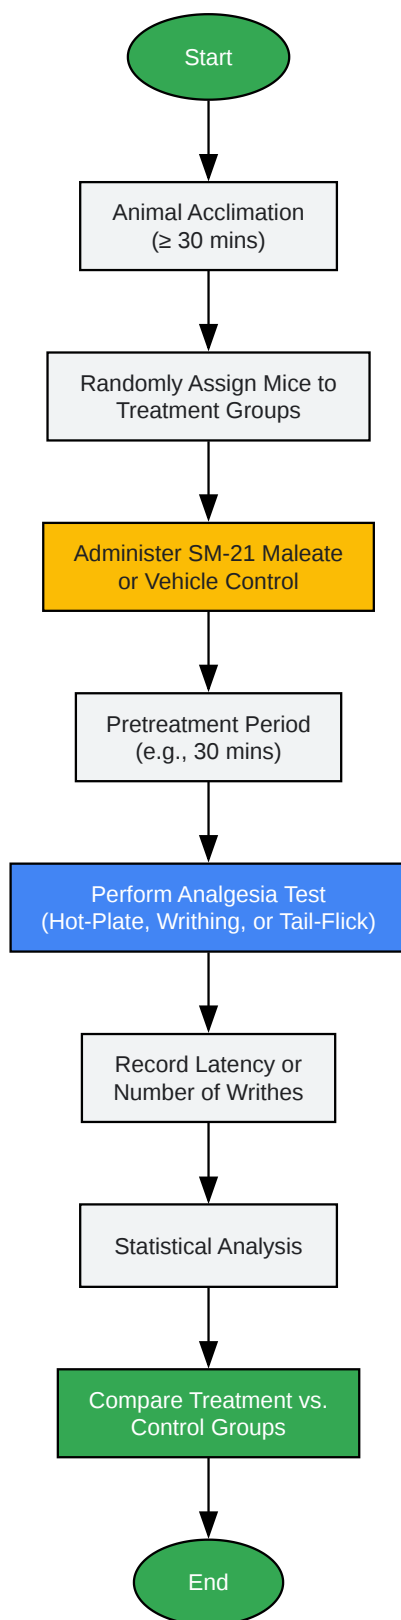 Start
Animal Acclimation
(≥ 30 mins)
Randomly Assign Mice to
Treatment Groups
Administer SM-21 Maleate
or Vehicle Control
Pretreatment Period
(e.g., 30 mins)
Perform Analgesia Test
(Hot-Plate, Writhing, or Tail-Flick)
Record Latency or
Number of Writhes
Statistical Analysis
Compare Treatment vs.
Control Groups
End